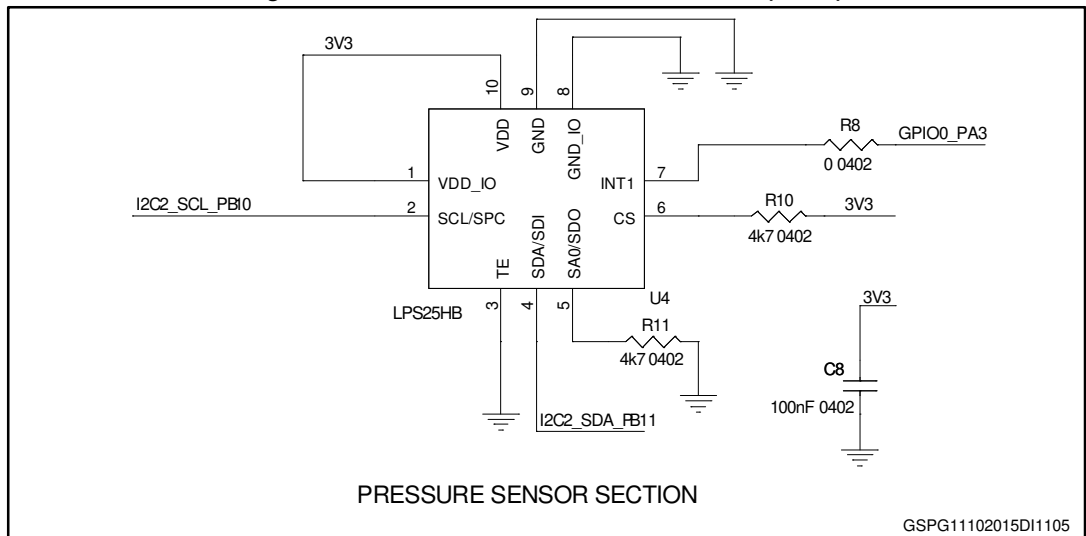 3V3
10
9
8
VDD
GND
GND_IO
R8
GPIO0_PA3
0 0402
1
VDD_IO
INT1
7
I2C2_SCL_PB10
2
SCL/SPC
CS
6
R10
3V3
4k7 0402
TE
SDA/SDI
SA0/SDO
LPS25HB
3
4
5
U4
R11
4k7 0402
3V3
C8
100nF 0402
I2C2_SDA_PB11
PRESSURE SENSOR SECTION
GSPG11102015DI1105